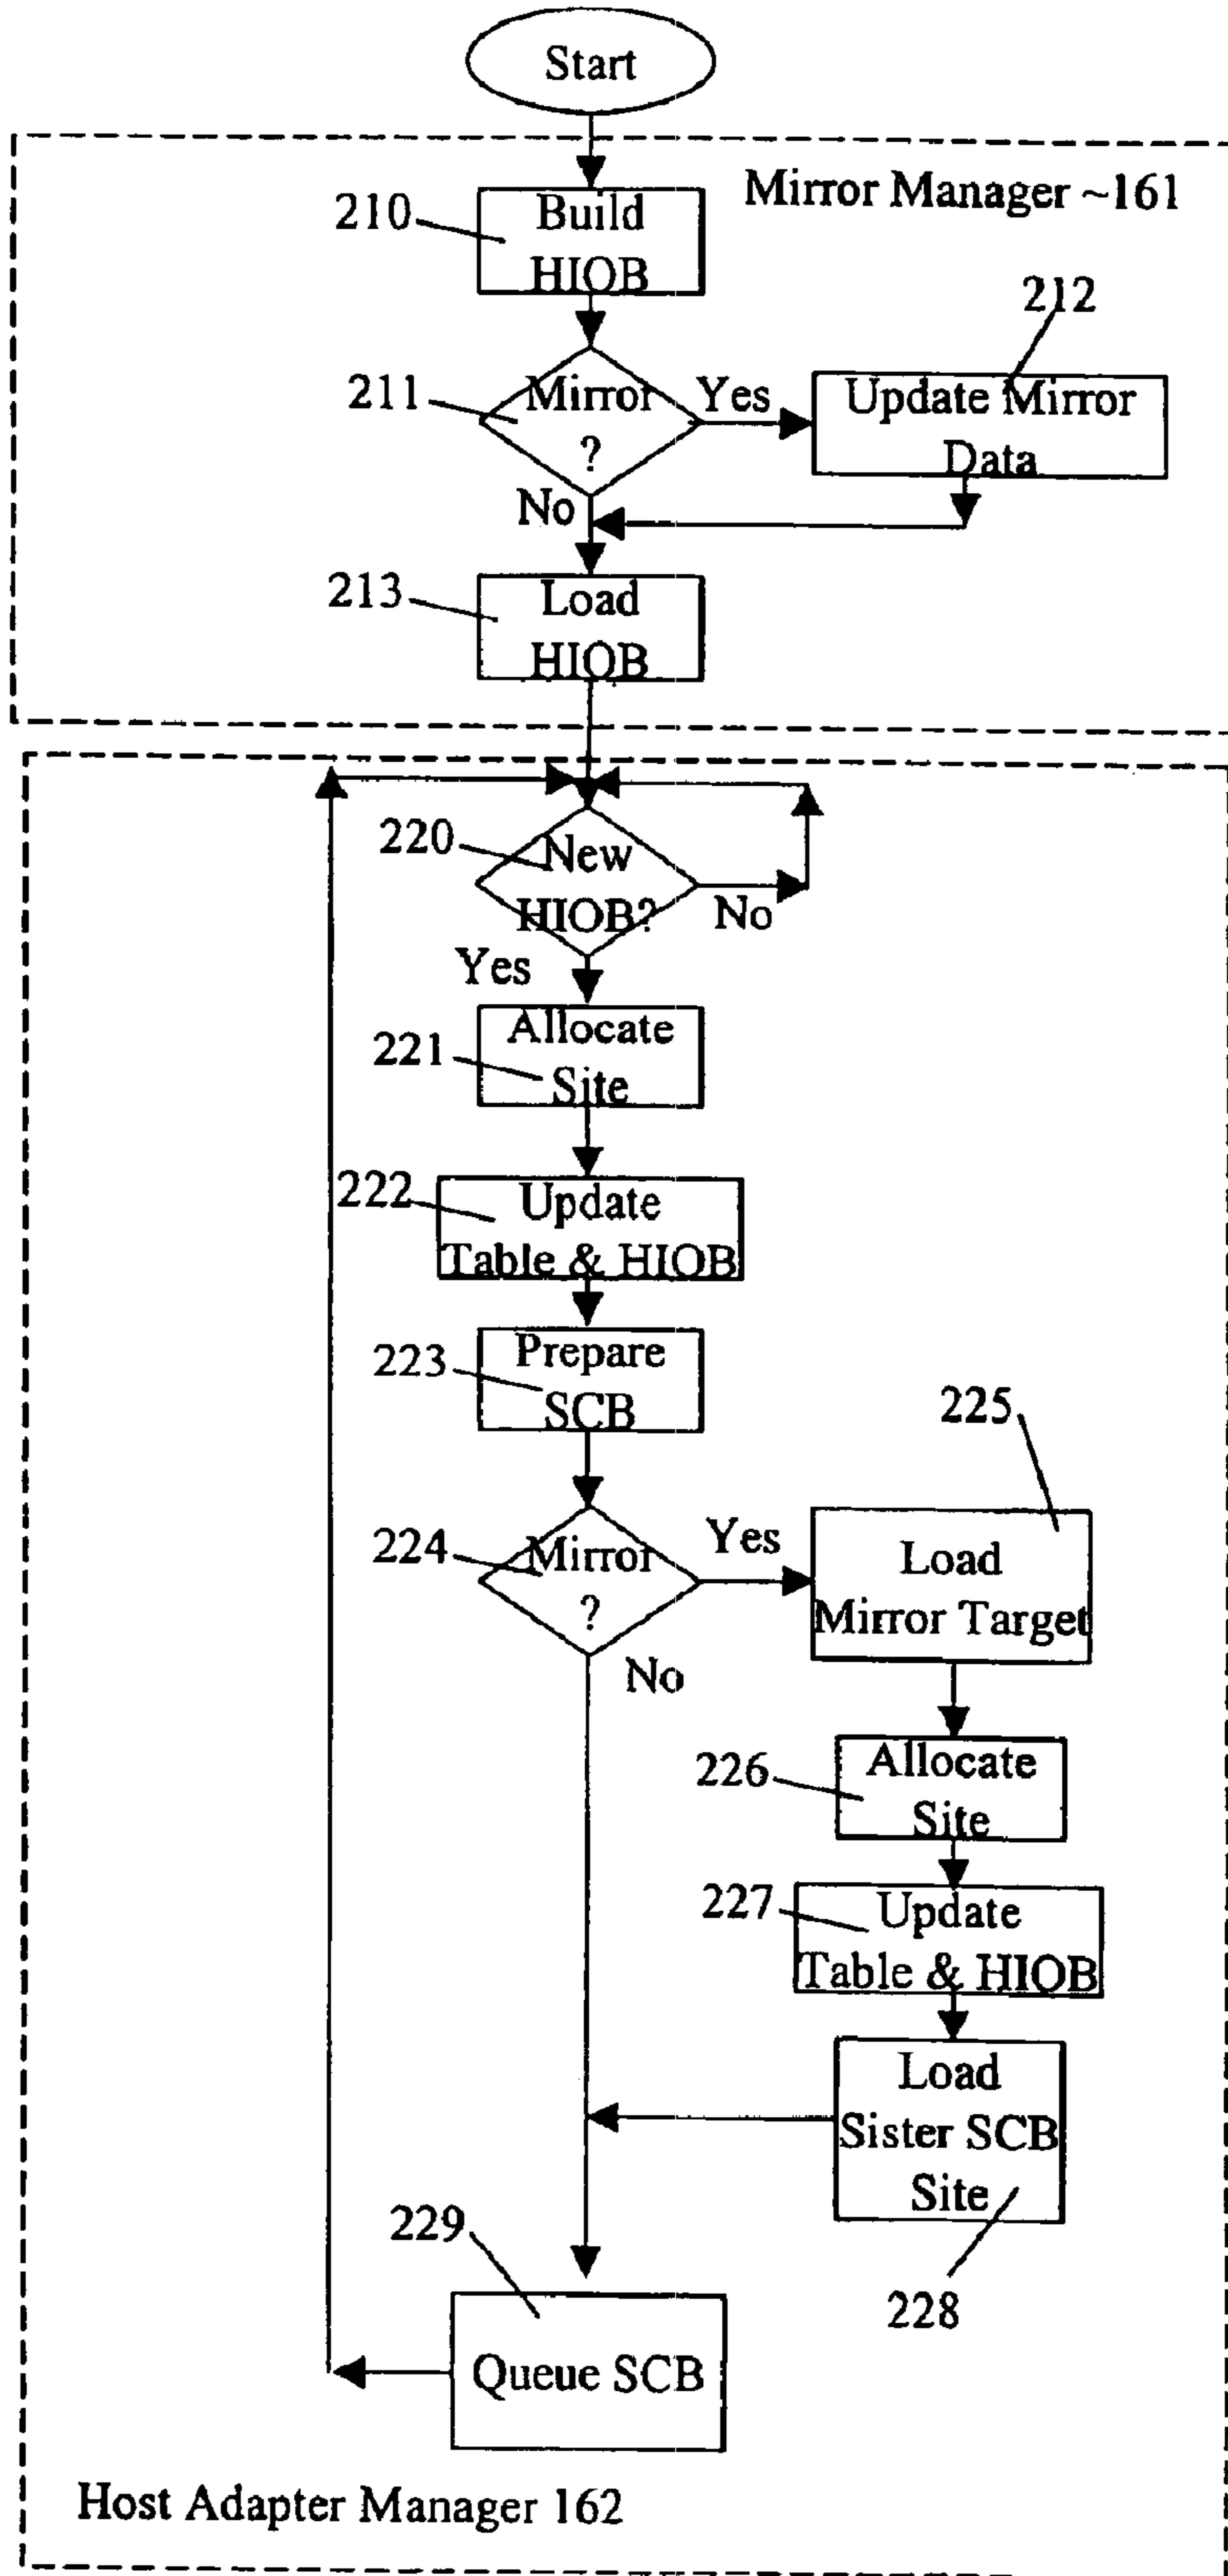 Start
Mirror Manager ~161
210
Build
HIOB
212
211
Mirror
?
Yes
Update Mirror
Data
No
213
Load
HIOB
220
New
HIOB?
No
Yes
221
Allocate
Site
222
Update
Table & HIOB
223
Prepare
SCB
225
224
Mirror
?
Yes
Load
Mirror Target
No
226
Allocate
Site
227
Update
Table & HIOB
Load
Sister SCB
Site
229
228
Queue SCB
Host Adapter Manager 162